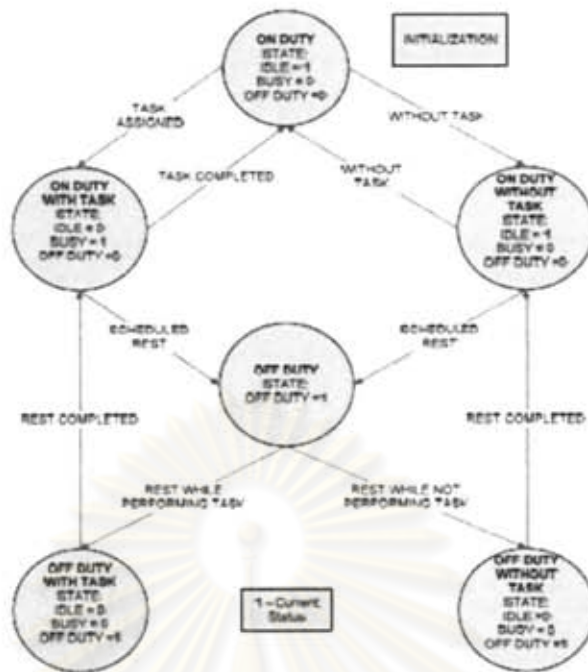 ON DUTY
STATE:
IDLE = 1
BUSY = 0
OFF DUTY =0
INITIALIZATION
TASK
ASSIGNED
WITHOUT TASK
TASK COMPLETED
WITHOUT
TASK
ON DUTY
WITH TASK
STATE:
IDLE = 0
BUSY = 1
OFF DUTY =0
ON DUTY
WITHOUT
TASK
STATE:
IDLE = 1
BUSY = 0
OFF DUTY =0
SCHEDULED
REST
SCHEDULED
REST
OFF DUTY
STATE:
OFF DUTY =1
REST COMPLETED
REST COMPLETED
REST WHILE
PERFORMING TASK
REST WHILE NOT
PERFORMING TASK
OFF DUTY
WITH TASK
STATE:
IDLE = 0
BUSY = 0
OFF DUTY =1
1 – Current
Status
OFF DUTY
WITHOUT
TASK
STATE:
IDLE =0
BUSY = 0
OFF DUTY =1